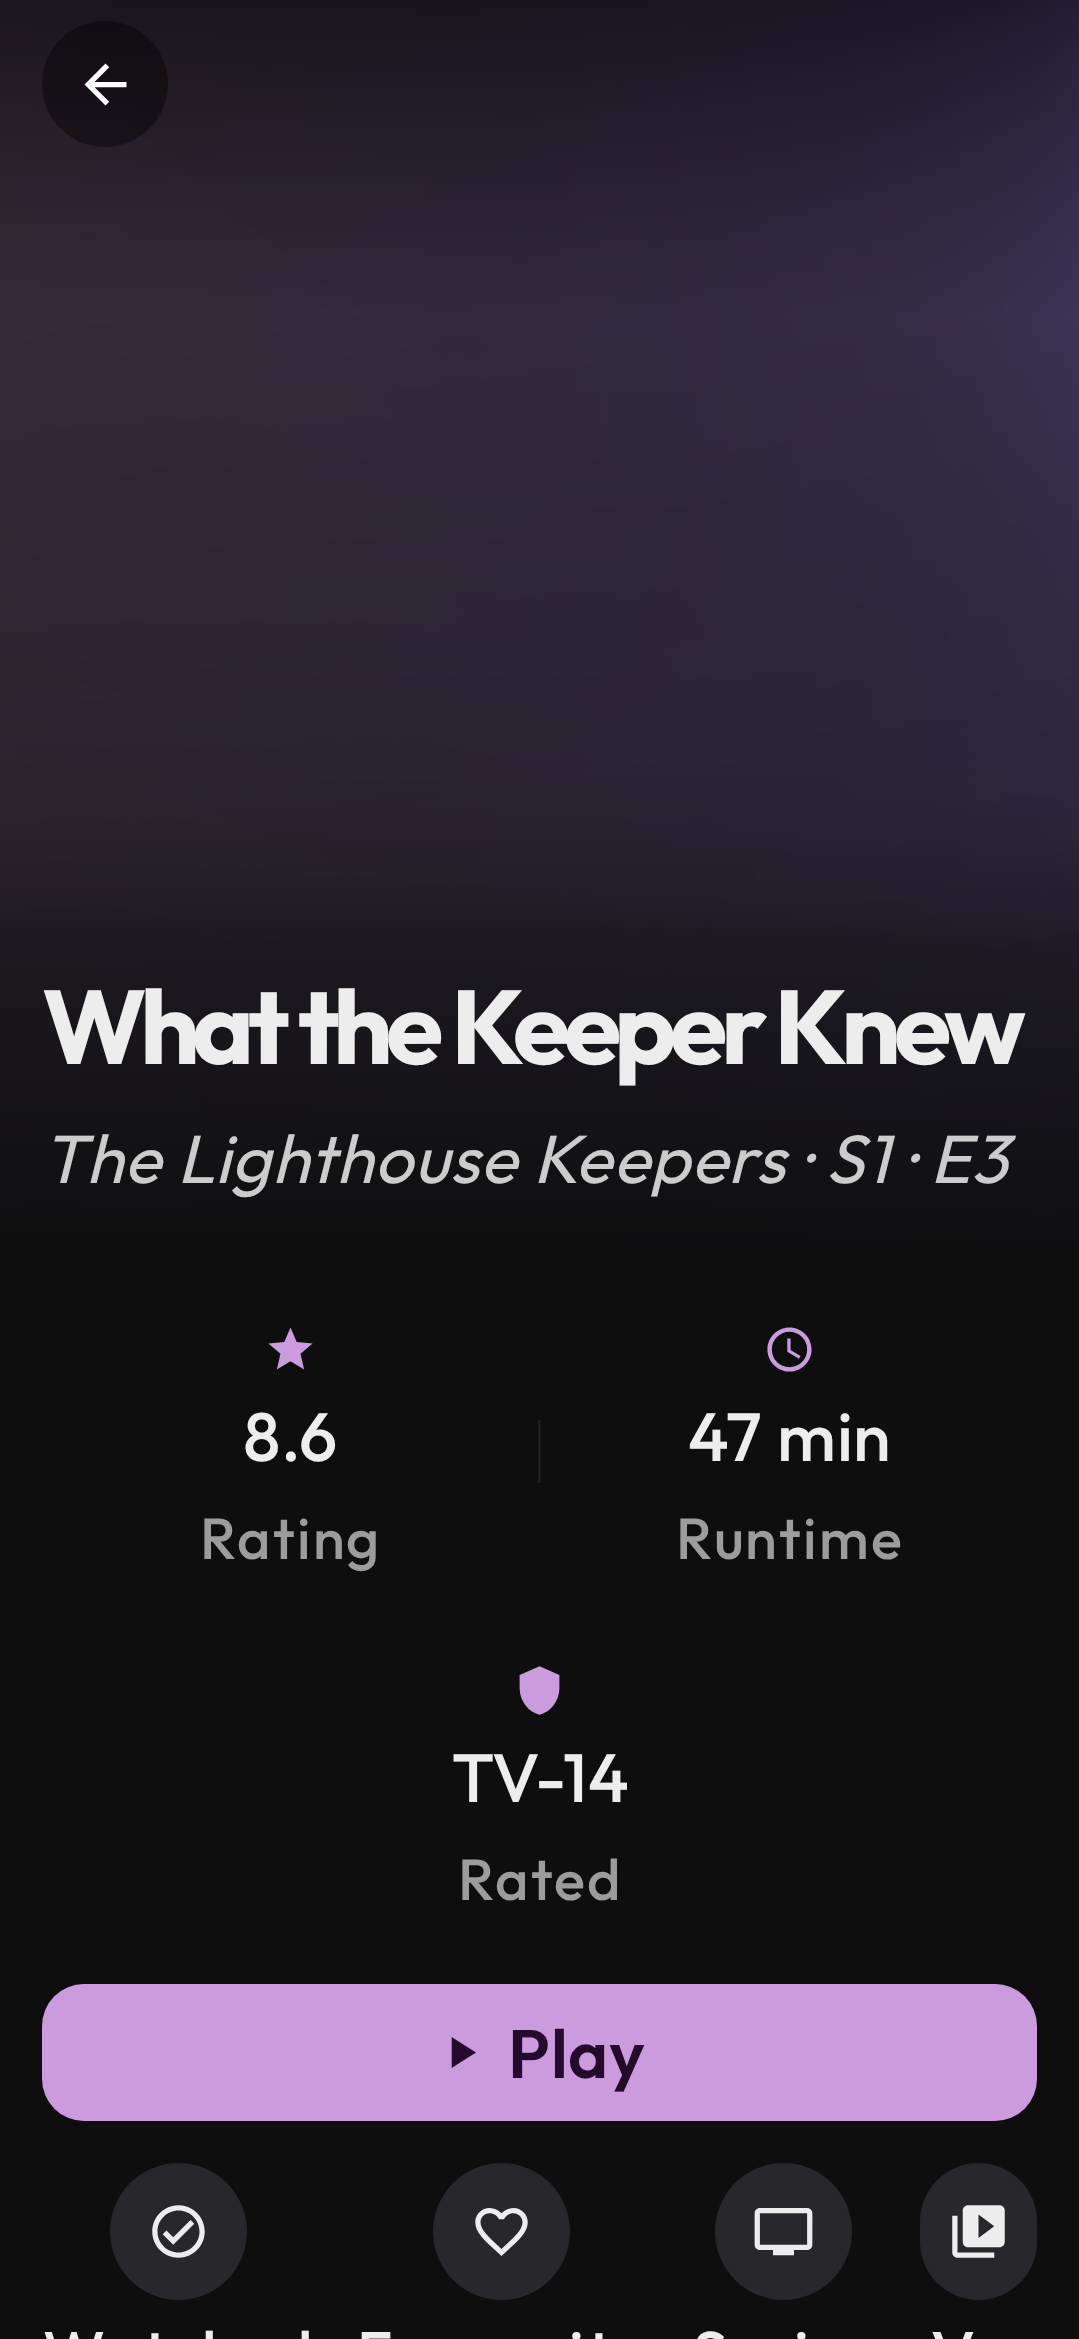 What the Keeper Knew
The Lighthouse Keepers · S1 · E3
8.6
47 min
Rating
Runtime
TV-14
Rated
Play